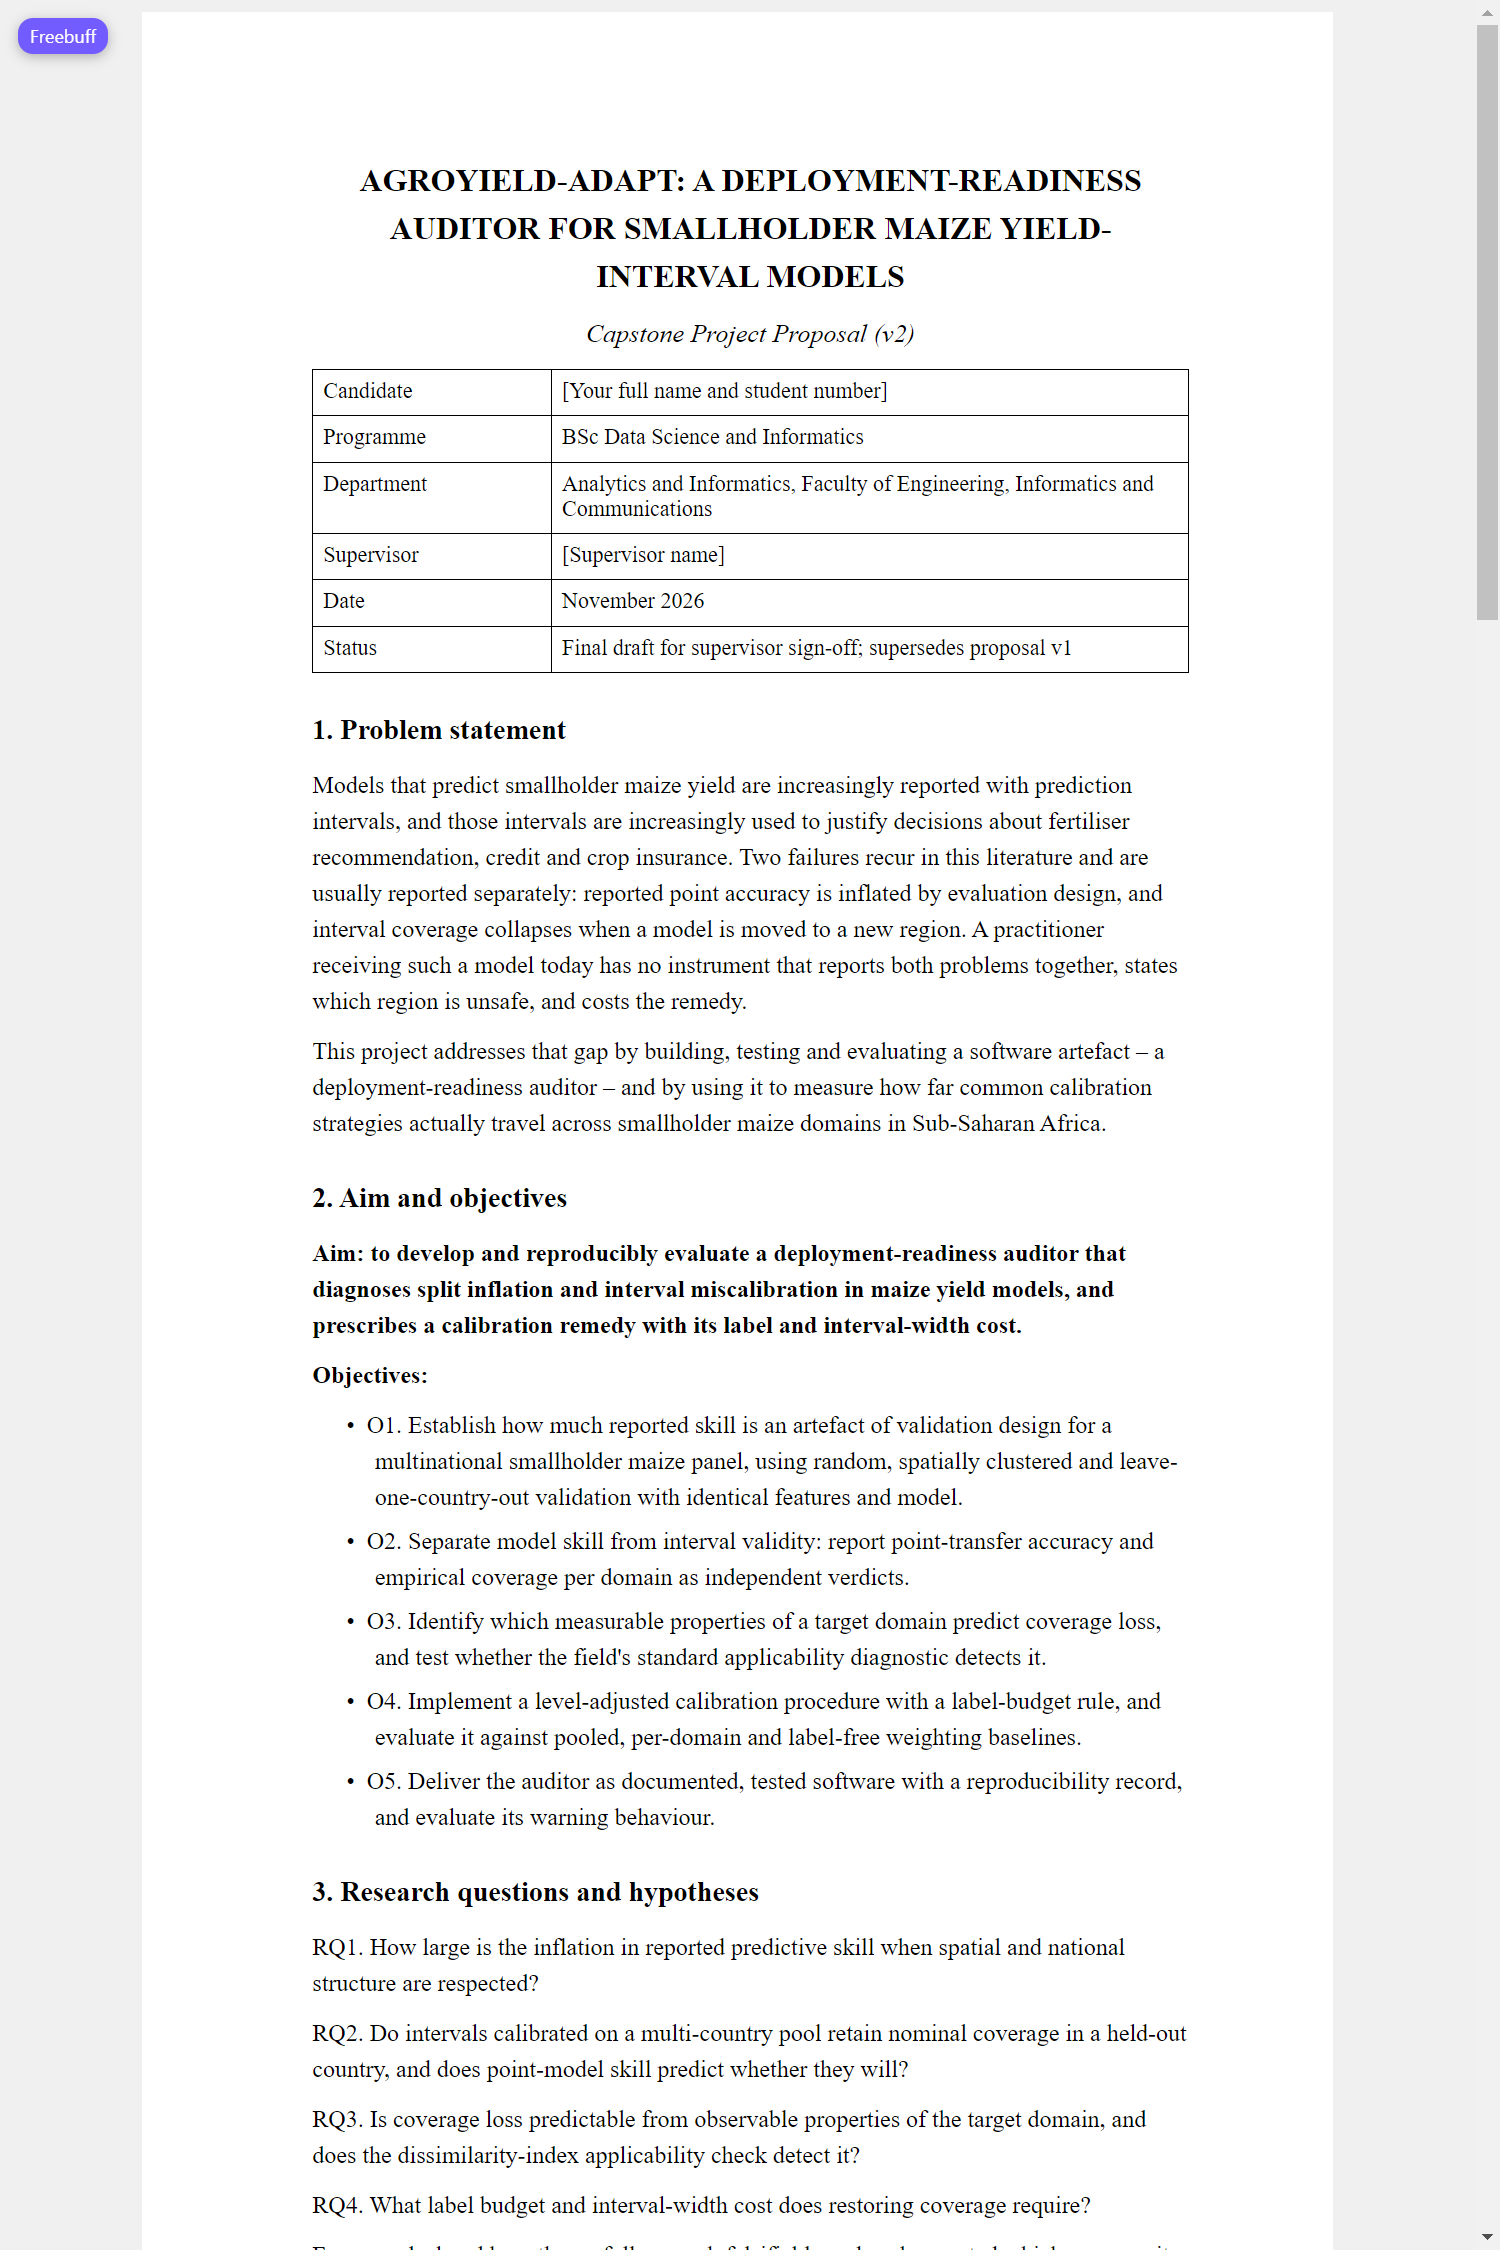 Freebuff
AGROYIELD-ADAPT: A DEPLOYMENT-READINESS
AUDITOR FOR SMALLHOLDER MAIZE YIELD-
INTERVAL MODELS
Capstone Project Proposal (v2)
Candidate [Your full name and student number]
Programme BSc Data Science and Informatics
Department Analytics and Informatics, Faculty of Engineering, Informatics and
Communications
Supervisor [Supervisor name]
Date November 2026
Status Final draft for supervisor sign-off; supersedes proposal v1
1. Problem statement
Models that predict smallholder maize yield are increasingly reported with prediction
intervals, and those intervals are increasingly used to justify decisions about fertiliser
recommendation, credit and crop insurance. Two failures recur in this literature and are
usually reported separately: reported point accuracy is inflated by evaluation design, and
interval coverage collapses when a model is moved to a new region. A practitioner
receiving such a model today has no instrument that reports both problems together, states
which region is unsafe, and costs the remedy.
This project addresses that gap by building, testing and evaluating a software artefact – a
deployment-readiness auditor – and by using it to measure how far common calibration
strategies actually travel across smallholder maize domains in Sub-Saharan Africa.
2. Aim and objectives
Aim: to develop and reproducibly evaluate a deployment-readiness auditor that
diagnoses split inflation and interval miscalibration in maize yield models, and
prescribes a calibration remedy with its label and interval-width cost.
Objectives:
• O1. Establish how much reported skill is an artefact of validation design for a
multinational smallholder maize panel, using random, spatially clustered and leave-
one-country-out validation with identical features and model.
• O2. Separate model skill from interval validity: report point-transfer accuracy and
empirical coverage per domain as independent verdicts.
• O3. Identify which measurable properties of a target domain predict coverage loss,
and test whether the field's standard applicability diagnostic detects it.
• O4. Implement a level-adjusted calibration procedure with a label-budget rule, and
evaluate it against pooled, per-domain and label-free weighting baselines.
• O5. Deliver the auditor as documented, tested software with a reproducibility record,
and evaluate its warning behaviour.
3. Research questions and hypotheses
RQ1. How large is the inflation in reported predictive skill when spatial and national
structure are respected?
RQ2. Do intervals calibrated on a multi-country pool retain nominal coverage in a held-out
country, and does point-model skill predict whether they will?
RQ3. Is coverage loss predictable from observable properties of the target domain, and
does the dissimilarity-index applicability check detect it?
RQ4. What label budget and interval-width cost does restoring coverage require?